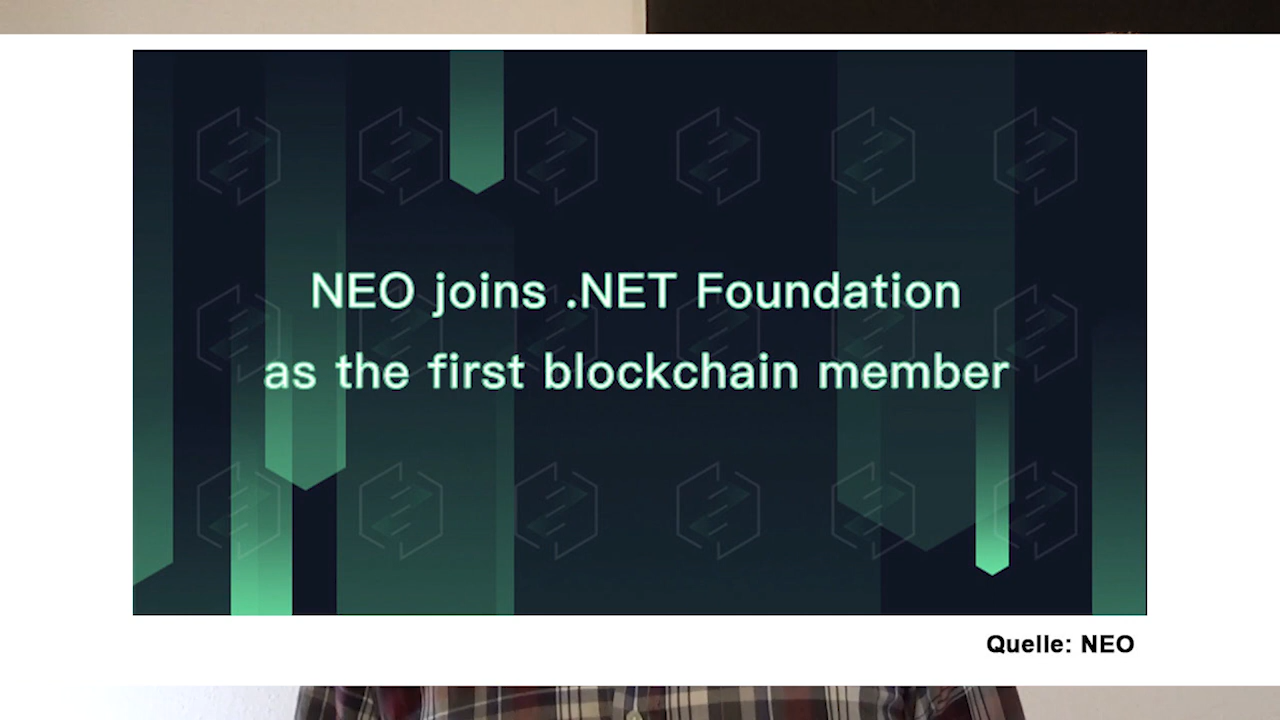 NEO joins .NET Foundation
as the first blockchain member
Quelle: NEO